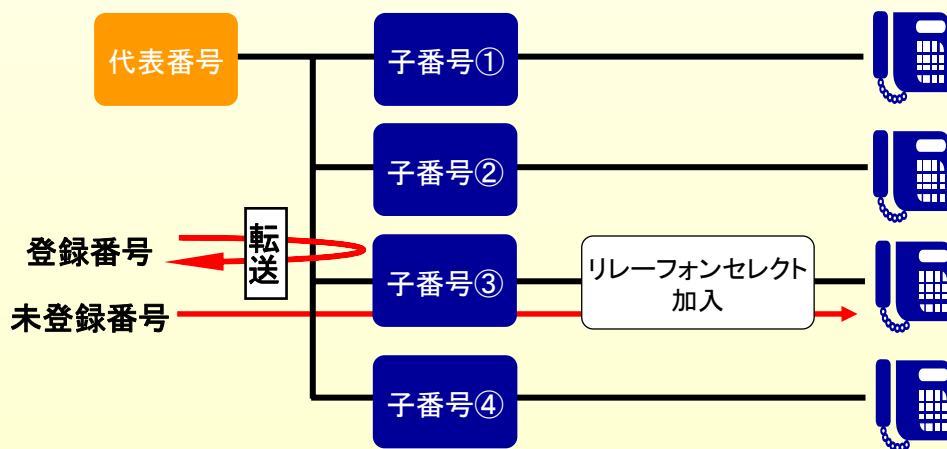 代表番号
子番号①
子番号②
転送
登録番号
子番号③
リレーフォンセレクト
加入
未登録番号
子番号④